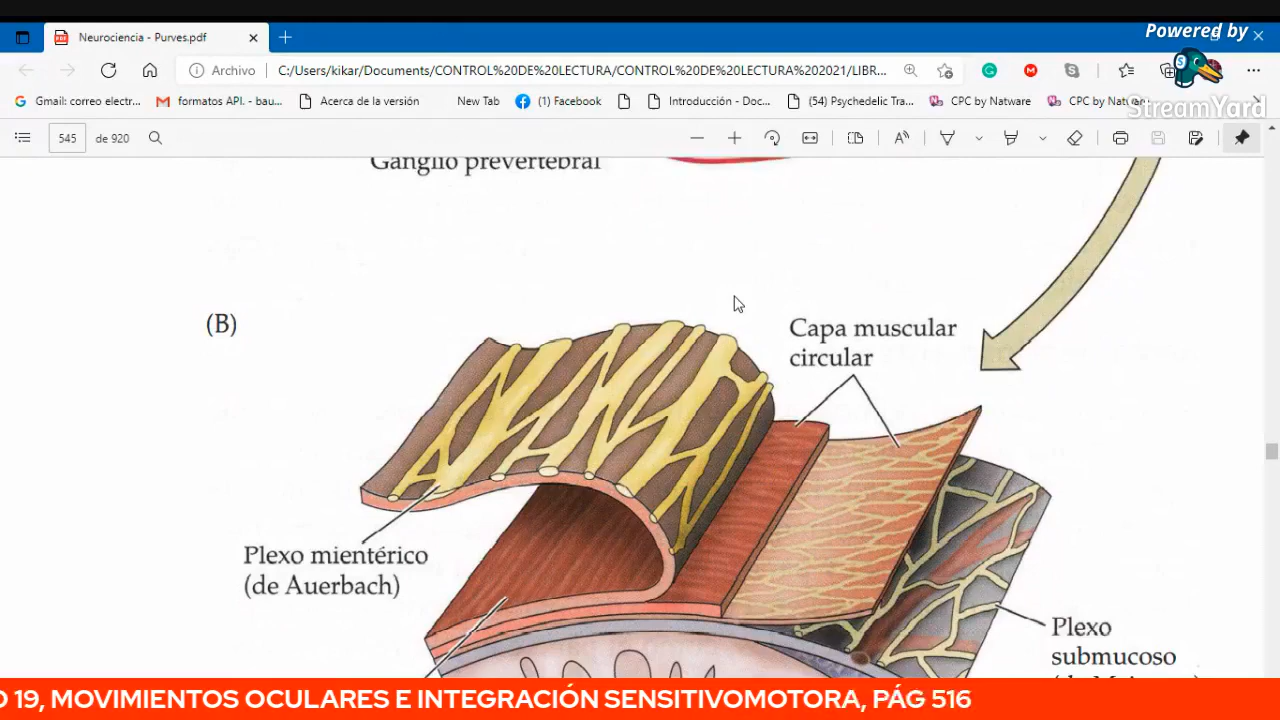 Powered by
StreamYard
Neurociencia - Purves.pdf
Archivo
C:/Users/kikar/Documents/CONTROL%20DE%20LECTURA/CONTROL%20DE%20LECTURA%202021/LIBR...
Gmail: correo electr...
formatos API. - bau...
Acerca de la versión
New Tab
(1) Facebook
Introducción - Doc...
(54) Psychedelic Tra...
CPC by Natware
CPC by Natware
545
de 920
Ganglio prevertebral
(B)
Capa muscular
circular
Plexo mientérico
(de Auerbach)
Plexo
submucoso
O 19, MOVIMIENTOS OCULARES E INTEGRACIÓN SENSITIVOMOTORA, PÁG 516